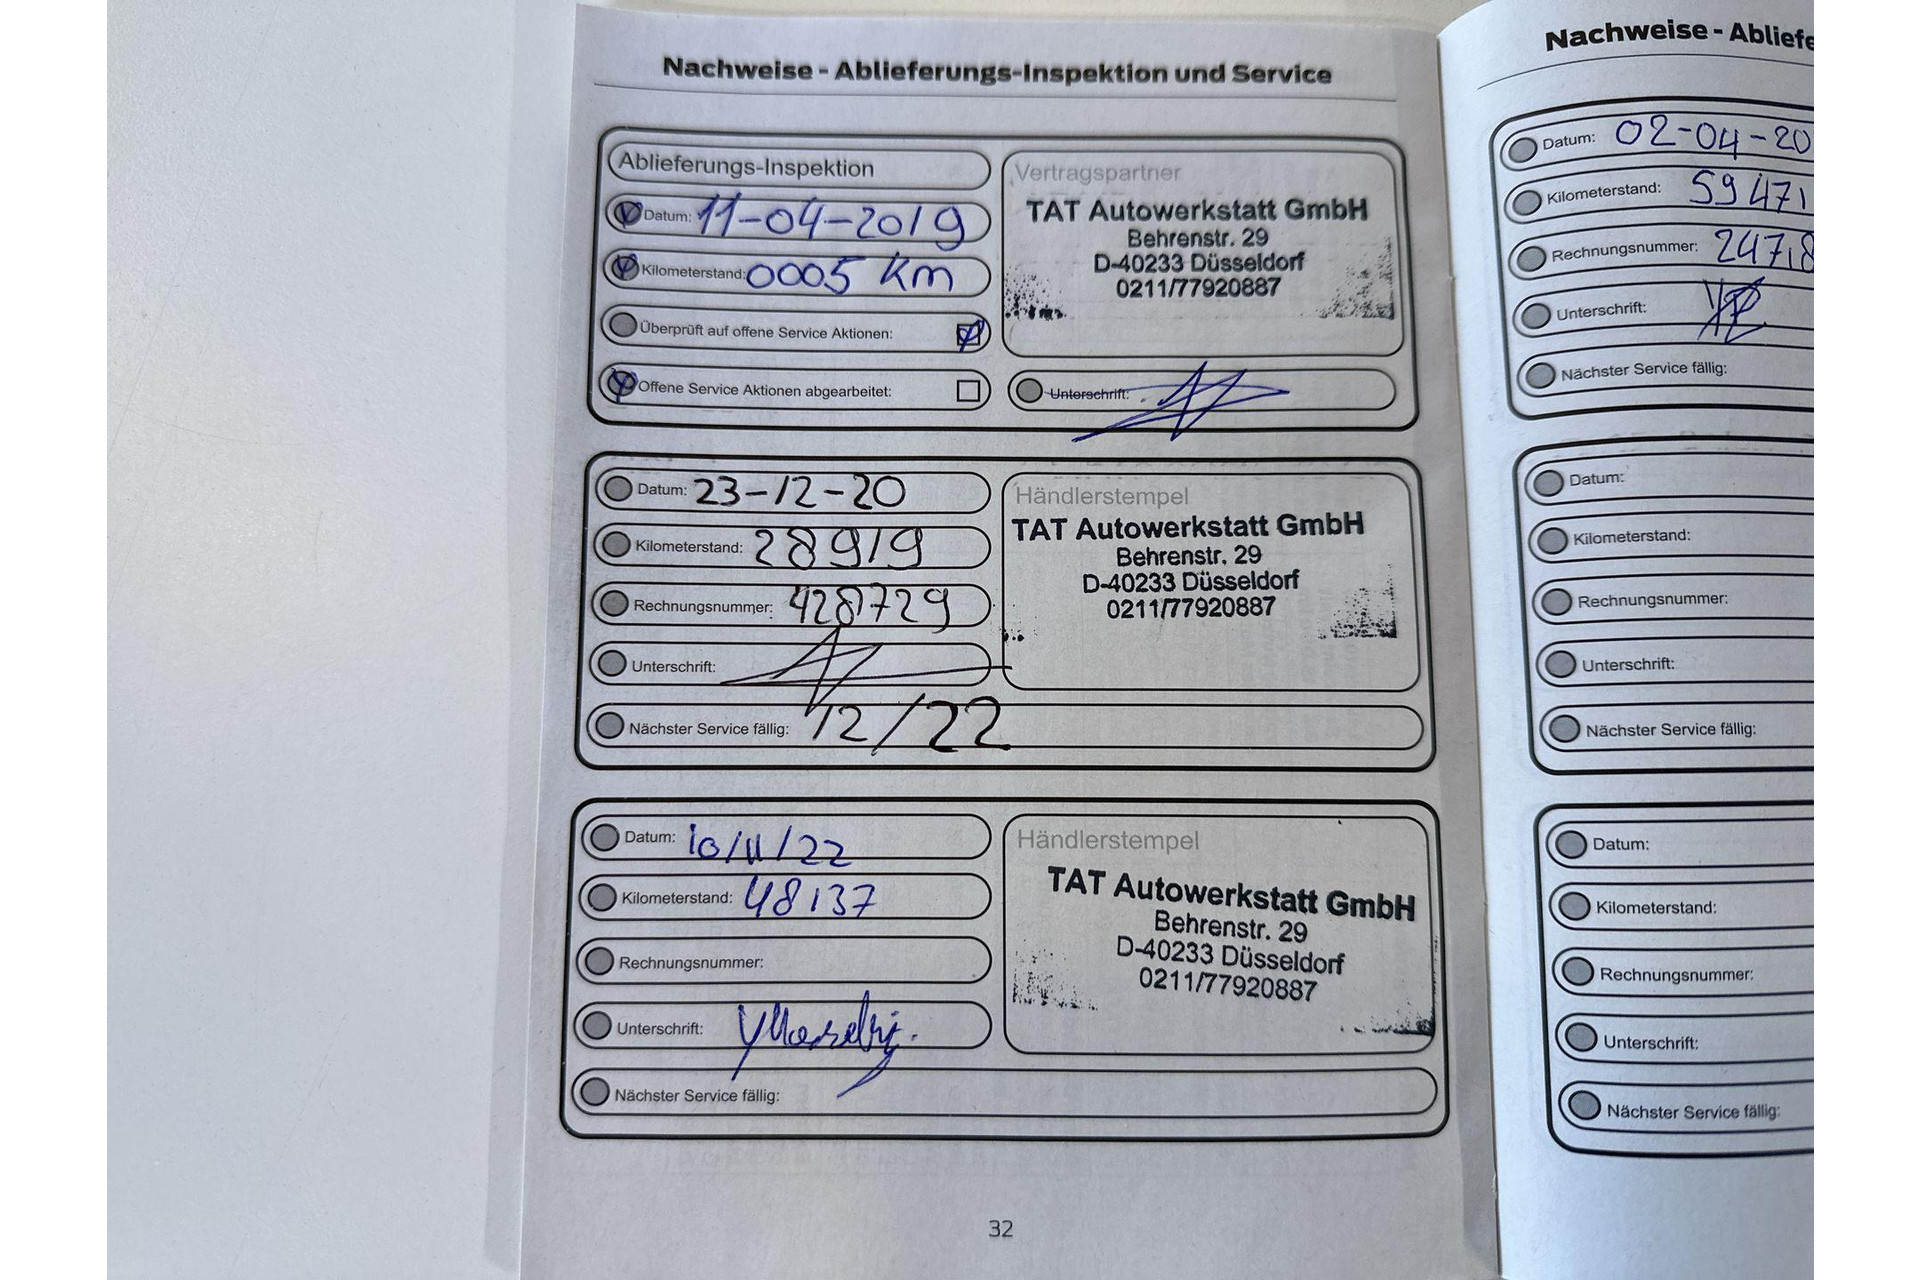 Nachweise - Ablieferungs-Inspektion und Service
Ablieferungs-Inspektion
Datum: 11-04-2019
Kilometerstand: 0005 km
Überprüft auf offene Service Aktionen:
Offene Service Aktionen abgearbeitet:
Vertragspartner
TAT Autowerkstatt GmbH
Behrenstr. 29
D-40233 Düsseldorf
0211/77920887
Unterschrift:
Datum: 23-12-20
Kilometerstand: 28919
Rechnungsnummer: 428729
Unterschrift:
Nächster Service fällig: 12/22
Händlerstempel
TAT Autowerkstatt GmbH
Behrenstr. 29
D-40233 Düsseldorf
0211/77920887
Datum: 10/11/22
Kilometerstand: 48137
Rechnungsnummer:
Unterschrift:
Nächster Service fällig:
Händlerstempel
TAT Autowerkstatt GmbH
Behrenstr. 29
D-40233 Düsseldorf
0211/77920887
32
Nachweise - Abliefe
Datum: 02-04-20
Kilometerstand: 59471
Rechnungsnummer: 24718
Unterschrift:
Nächster Service fällig:
Datum:
Kilometerstand:
Rechnungsnummer:
Unterschrift:
Nächster Service fällig:
Datum:
Kilometerstand:
Rechnungsnummer:
Unterschrift:
Nächster Service fällig: